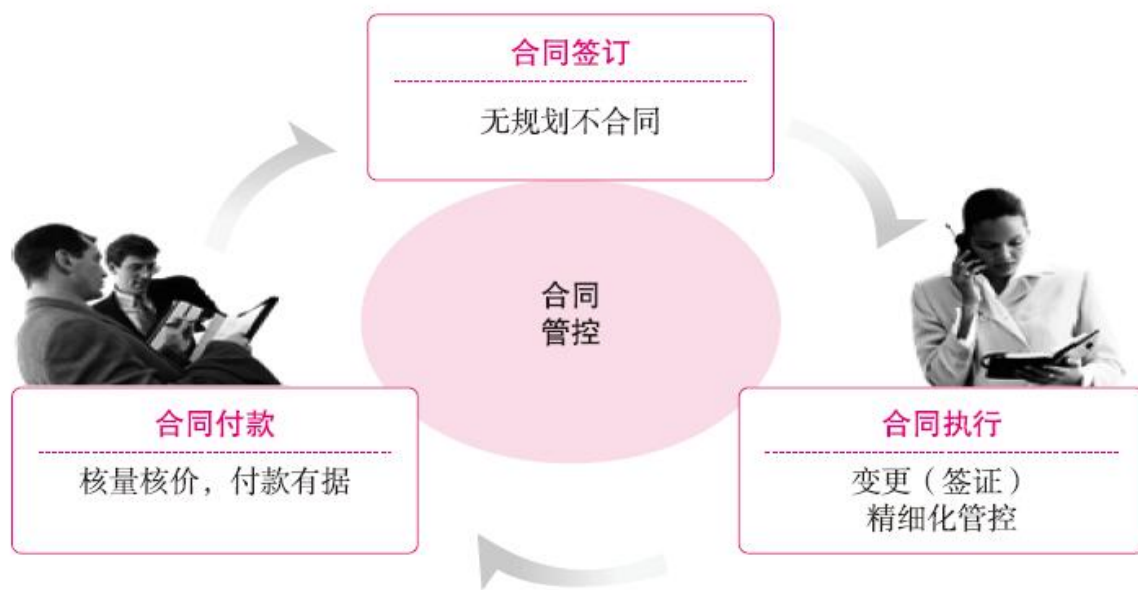 合同签订
无规划不合同
合同
管控
合同付款
核量核价，付款有据
合同执行
变更（签证）
精细化管控